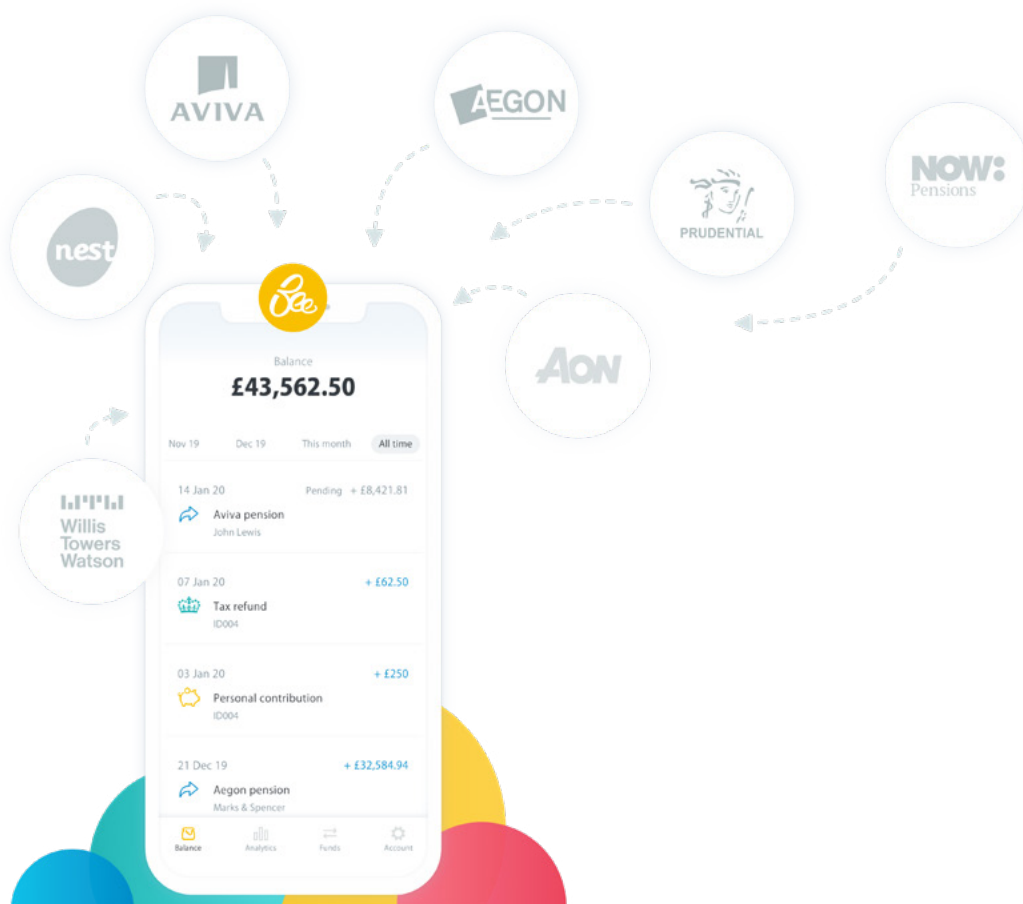 AVIVA
AEGON
NOW:
Pensions
PRUDENTIAL
nest
Bee
AON
Balance
£43,562.50
Nov 19 Dec 19 This month All time
14 Jan 20 Pending + £8,421.81
Aviva pension
John Lewis
Willis
Towers
Watson
07 Jan 20 + £62.50
Tax refund
ID004
03 Jan 20 + £250
Personal contribution
ID004
21 Dec 19 + £32,584.94
Aegon pension
Marks & Spencer
Balance Analytics Funds Account